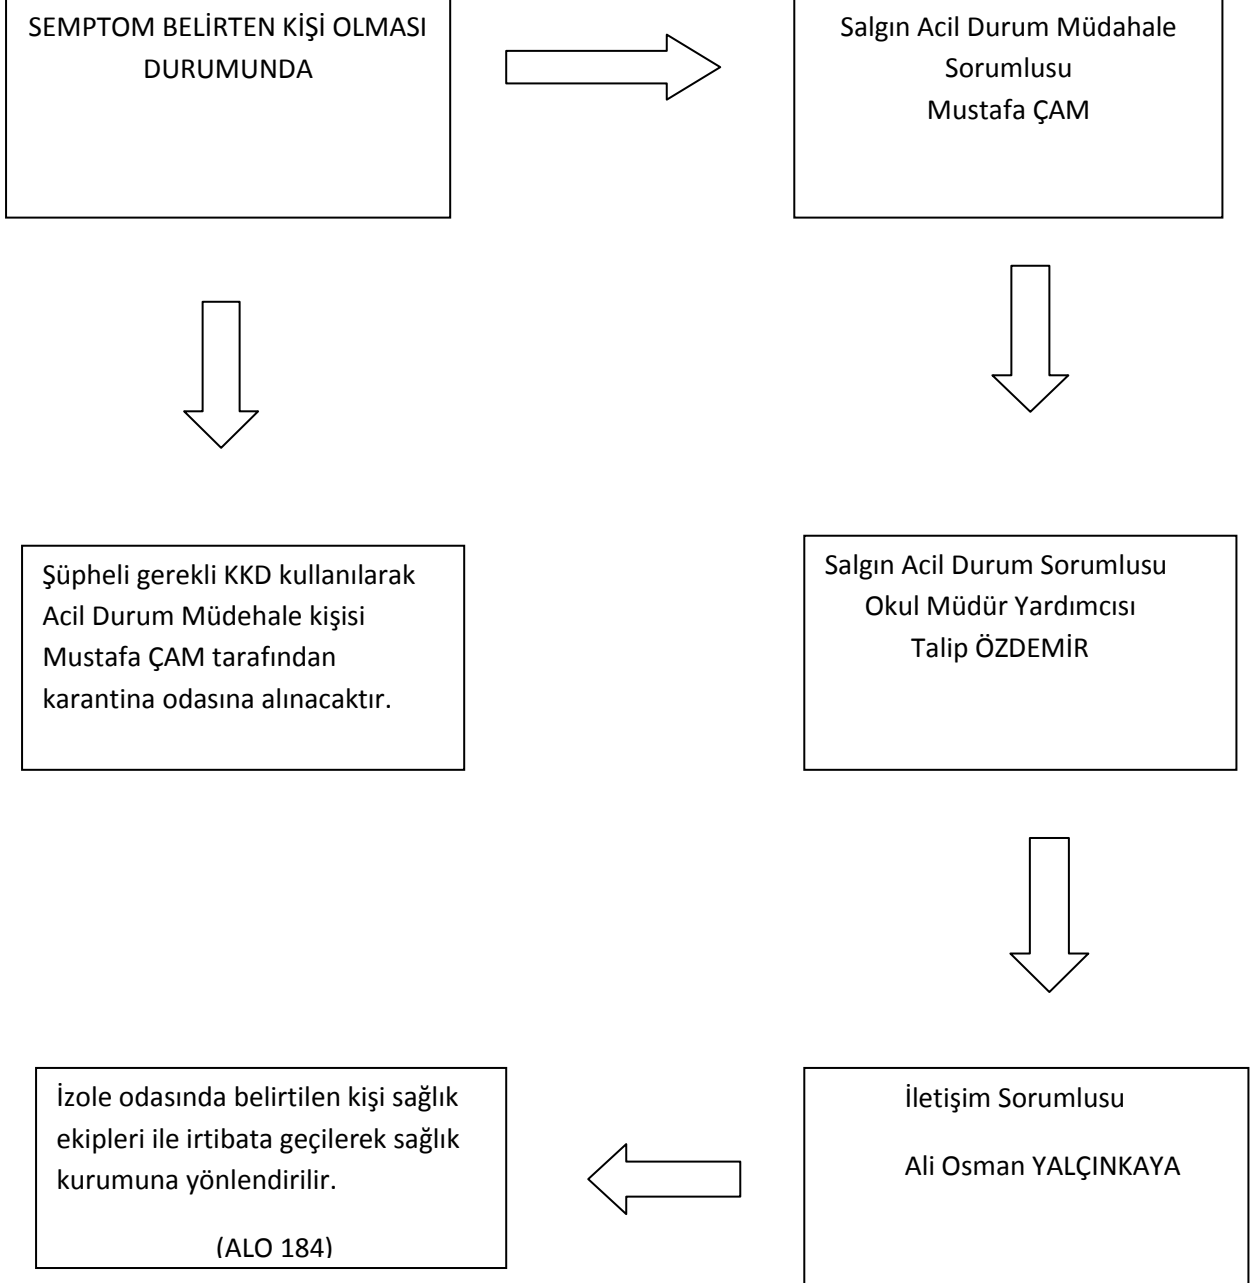 SEMPTOM BELİRTEN KİŞİ OLMASI
DURUMUNDA
Salgın Acil Durum Müdahale
Sorumlusu
Mustafa ÇAM
Şüpheli gerekli KKD kullanılarak
Acil Durum Müdehale kişisi
Mustafa ÇAM tarafından
karantina odasına alınacaktır.
Salgın Acil Durum Sorumlusu
Okul Müdür Yardımcısı
Talip ÖZDEMİR
İzole odasında belirtilen kişi sağlık
ekipleri ile irtibata geçilerek sağlık
kurumuna yönlendirilir.
(ALO 184)
İletişim Sorumlusu
Ali Osman YALÇINKAYA